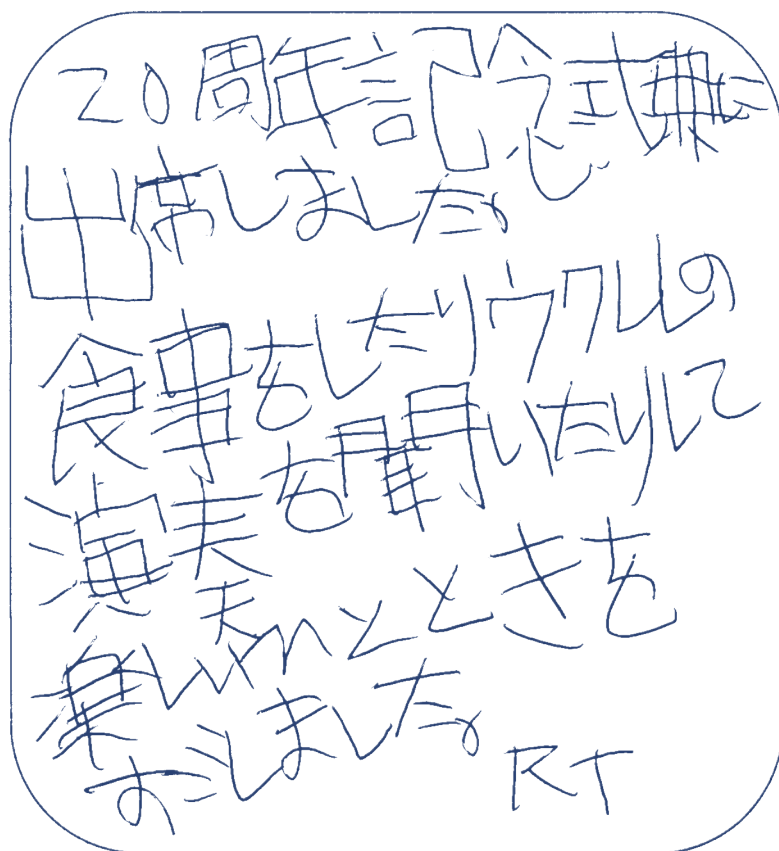 20周年記念式典に
出席しました。
食事をしたりウクレレの
演奏を聞いたりして
楽しいひとときを
すごしました。 RT